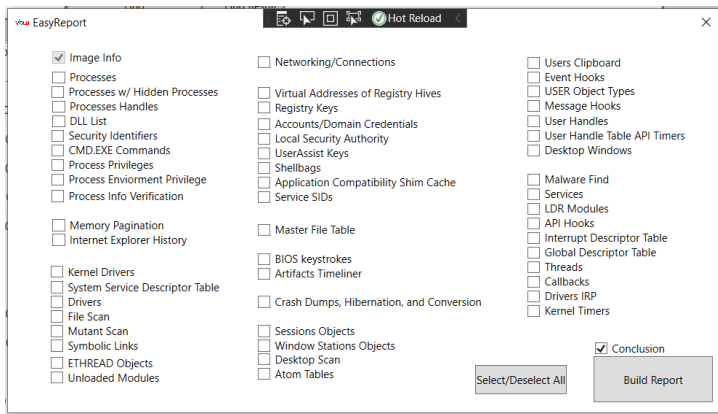 EasyReport
Hot Reload
Image Info
Processes
Processes w/ Hidden Processes
Processes Handles
DLL List
Security Identifiers
CMD.EXE Commands
Process Privileges
Process Enviorment Privilege
Process Info Verification
Memory Pagination
Internet Explorer History
Kernel Drivers
System Service Descriptor Table
Drivers
File Scan
Mutant Scan
Symbolic Links
ETHREAD Objects
Unloaded Modules
Networking/Connections
Virtual Addresses of Registry Hives
Registry Keys
Accounts/Domain Credentials
Local Security Authority
UserAssist Keys
Shellbags
Application Compatibility Shim Cache
Service SIDs
Master File Table
BIOS keystrokes
Artifacts Timeliner
Crash Dumps, Hibernation, and Conversion
Sessions Objects
Window Stations Objects
Desktop Scan
Atom Tables
Users Clipboard
Event Hooks
USER Object Types
Message Hooks
User Handles
User Handle Table API Timers
Desktop Windows
Malware Find
Services
LDR Modules
API Hooks
Interrupt Descriptor Table
Global Descriptor Table
Threads
Callbacks
Drivers IRP
Kernel Timers
Conclusion
Select/Deselect All
Build Report